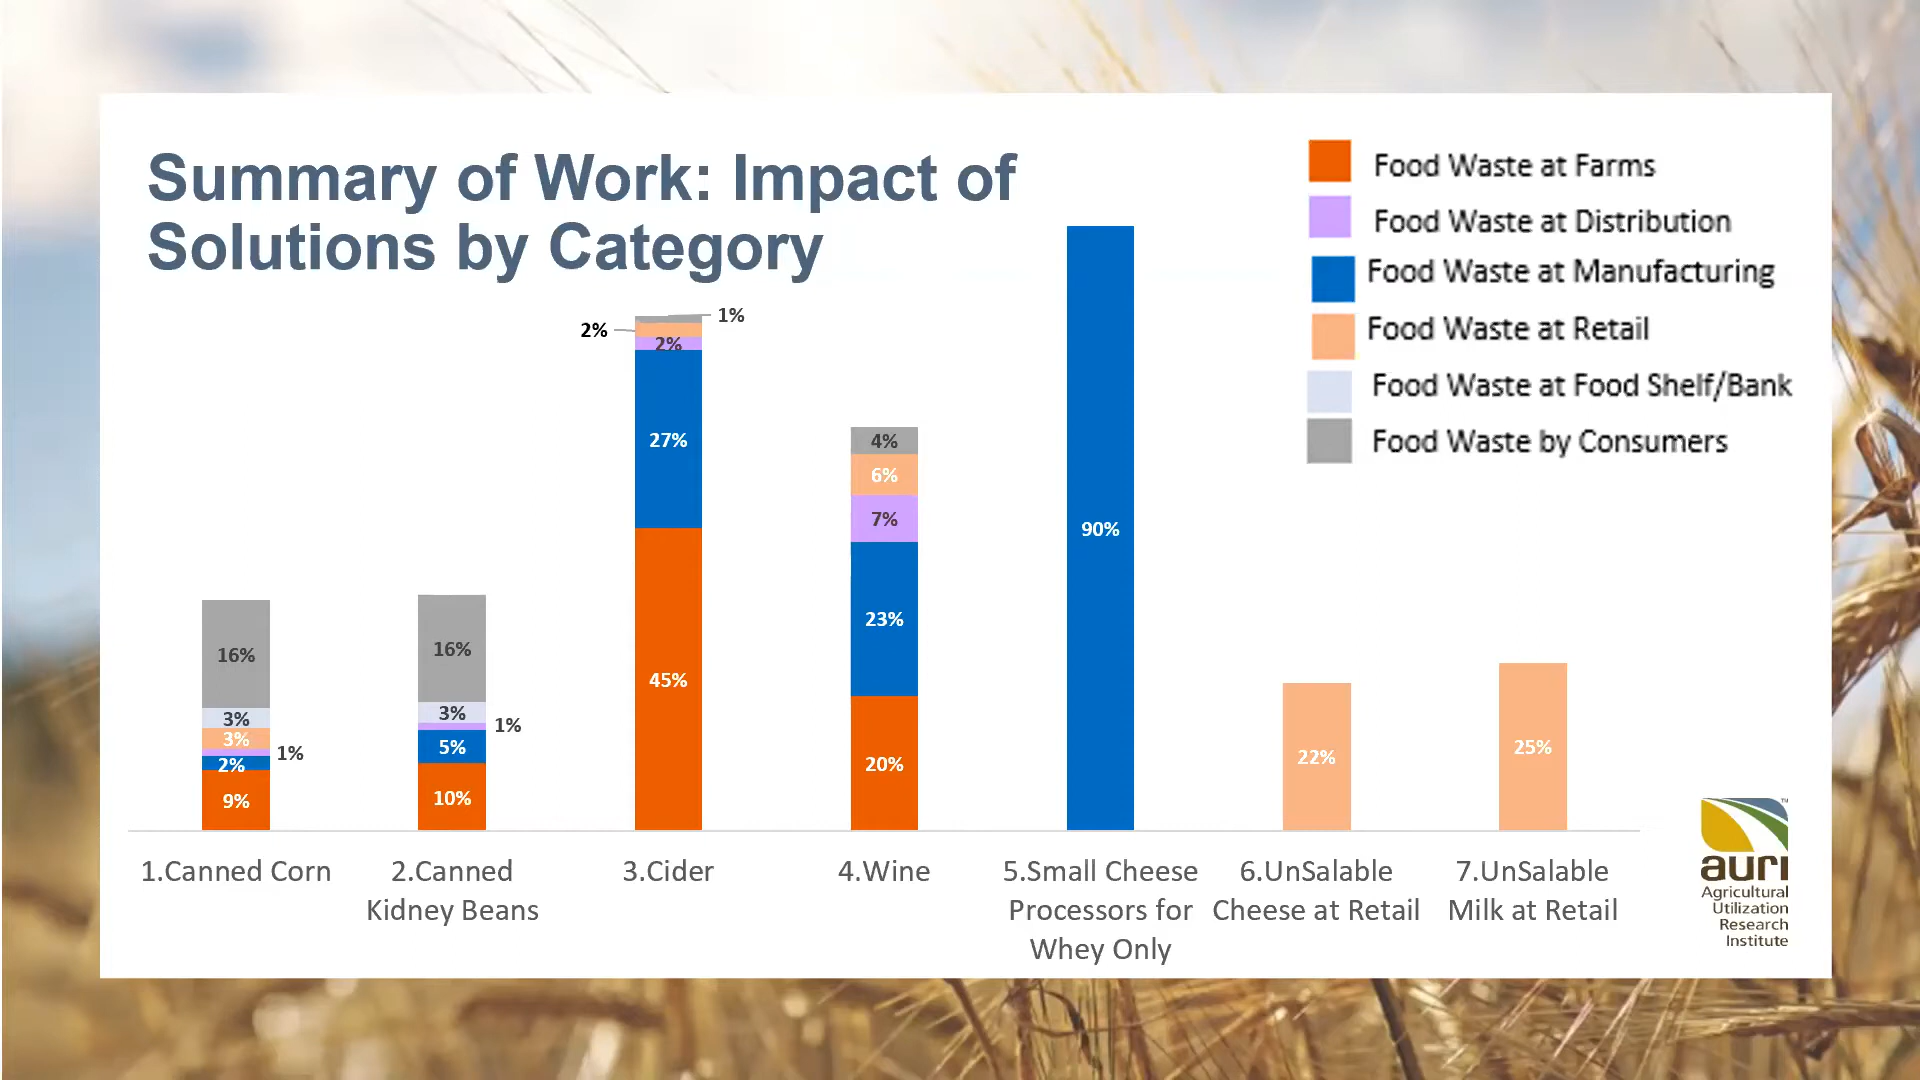 Summary of Work: Impact of
Solutions by Category
Food Waste at Farms
Food Waste at Distribution
Food Waste at Manufacturing
Food Waste at Retail
Food Waste at Food Shelf/Bank
Food Waste by Consumers
16%
3%
3%
1%
2%
9%
16%
3%
1%
5%
10%
1%
2%
2%
27%
45%
4%
6%
7%
23%
20%
90%
22%
25%
1.Canned Corn
2.Canned
Kidney Beans
3.Cider
4.Wine
5.Small Cheese
Processors for
Whey Only
6.UnSalable
Cheese at Retail
7.UnSalable
Milk at Retail
TM
auri
Agricultural
Utilization
Research
Institute